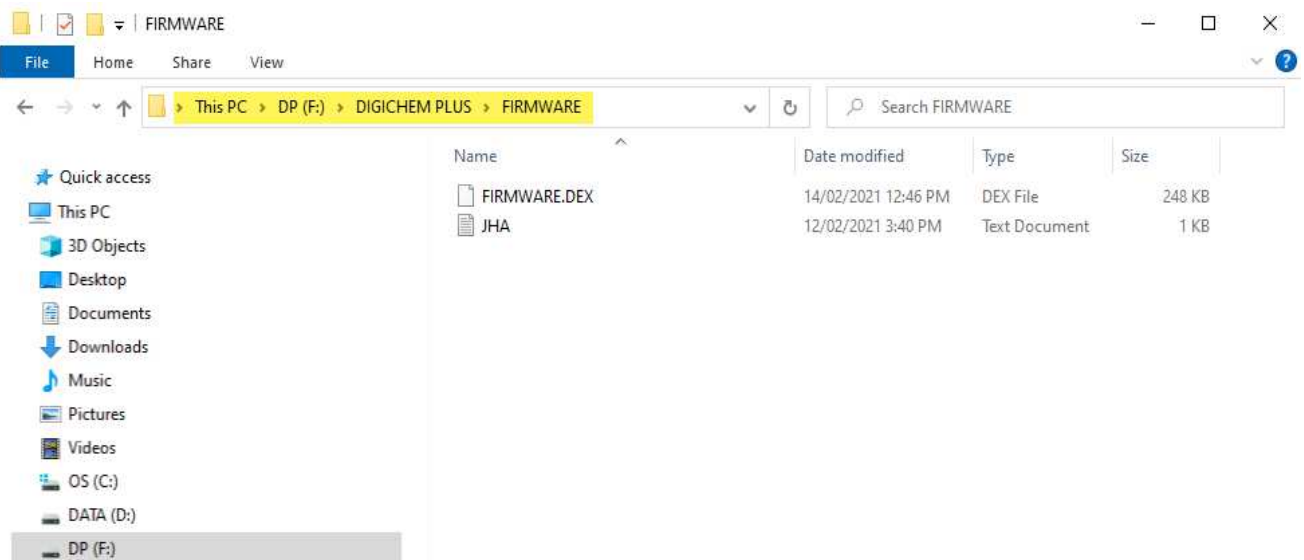 FIRMWARE
File Home Share View
This PC > DP (F:) > DIGICHEM PLUS > FIRMWARE
Search FIRMWARE
Name Date modified Type Size
Quick access
FIRMWARE.DEX 14/02/2021 12:46 PM DEX File 248 KB
This PC
JHA 12/02/2021 3:40 PM Text Document 1 KB
3D Objects
Desktop
Documents
Downloads
Music
Pictures
Videos
OS (C:)
DATA (D:)
DP (F:)